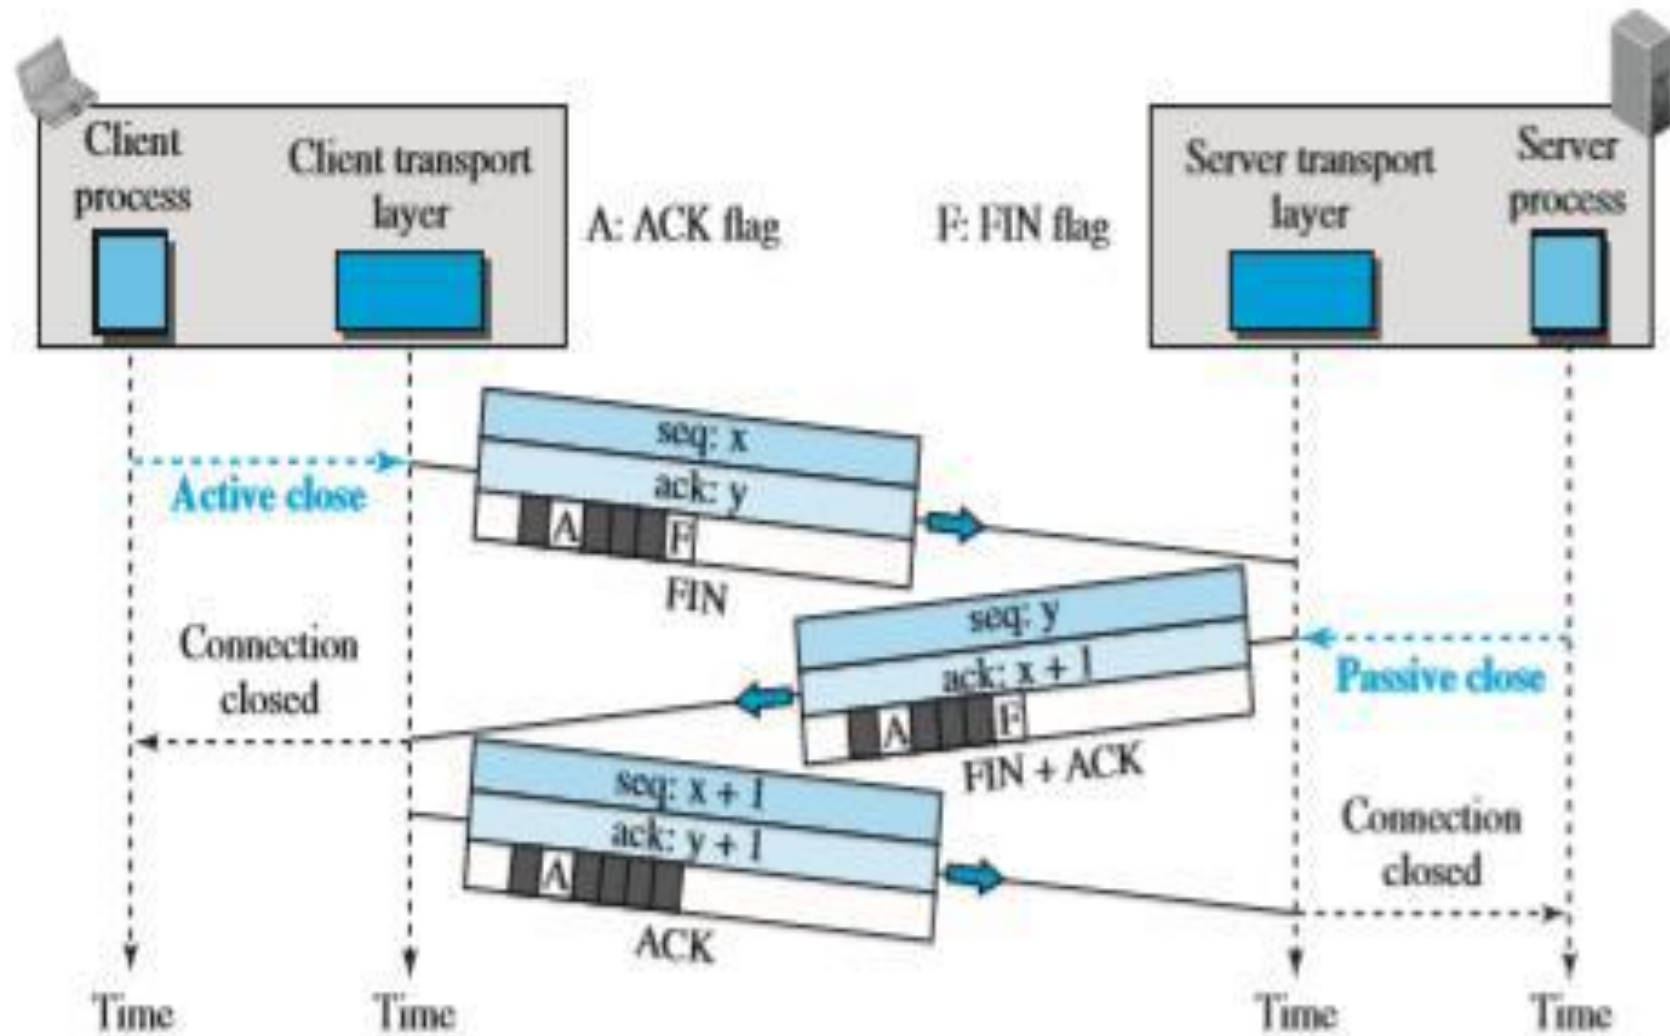 Client
process
Client transport
layer
A: ACK flag
F: FIN flag
Server transport
layer
Server
process
Active close
seq: x
ack: y
A F
FIN
Passive close
seq: y
ack: x + 1
A F
FIN + ACK
Connection
closed
seq: x + 1
ack: y + 1
A
ACK
Connection
closed
Time
Time
Time
Time